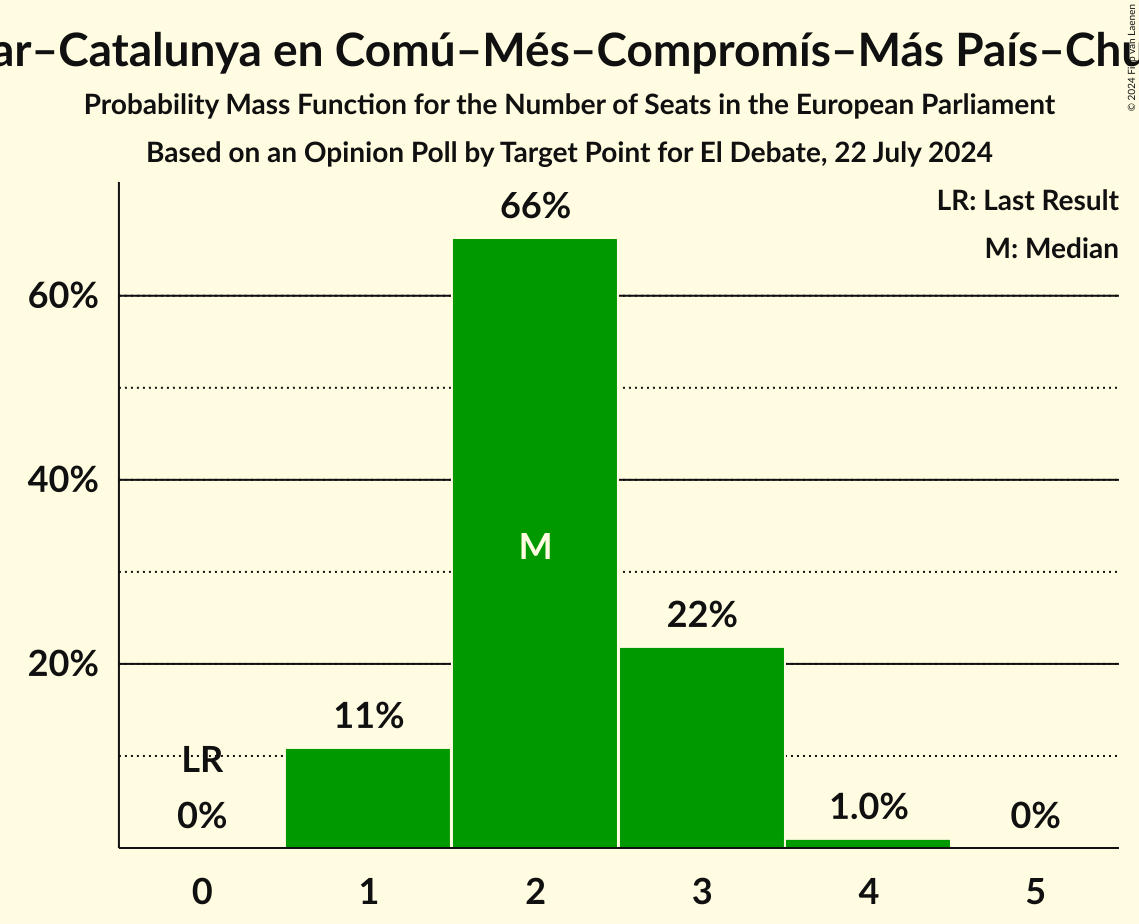 ar–Catalunya en Comú–Més–Compromís–Más País–Chu
Probability Mass Function for the Number of Seats in the European Parliament
Based on an Opinion Poll by Target Point for El Debate, 22 July 2024
© 2024 Filip van Laenen
LR: Last Result
M: Median
66%
60%
40%
M
22%
20%
11%
LR
0%
1.0%
0%
0 1 2 3 4 5